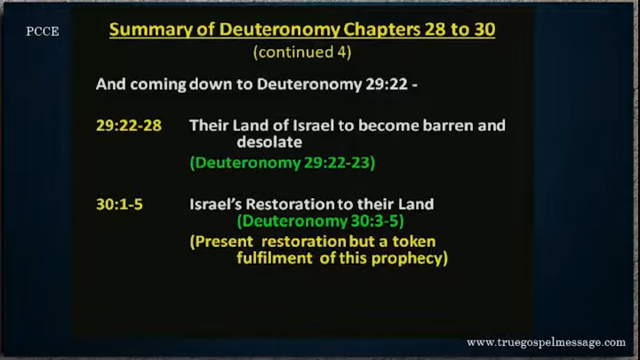 PCCE
Summary of Deuteronomy Chapters 28 to 30
(continued 4)
And coming down to Deuteronomy 29:22 -
29:22-28 Their Land of Israel to become barren and
desolate
(Deuteronomy 29:22-23)
30:1-5 Israel's Restoration to their Land
(Deuteronomy 30:3-5)
(Present restoration but a token
fulfilment of this prophecy)
www.truegospelmessage.com